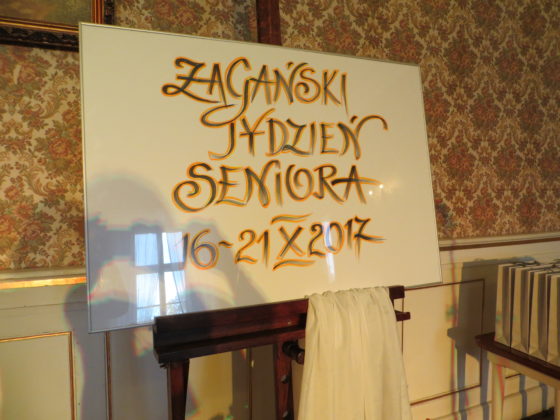 ŻAGAŃSKI
TYDZIEŃ
SENIORA
16-21 X 2017